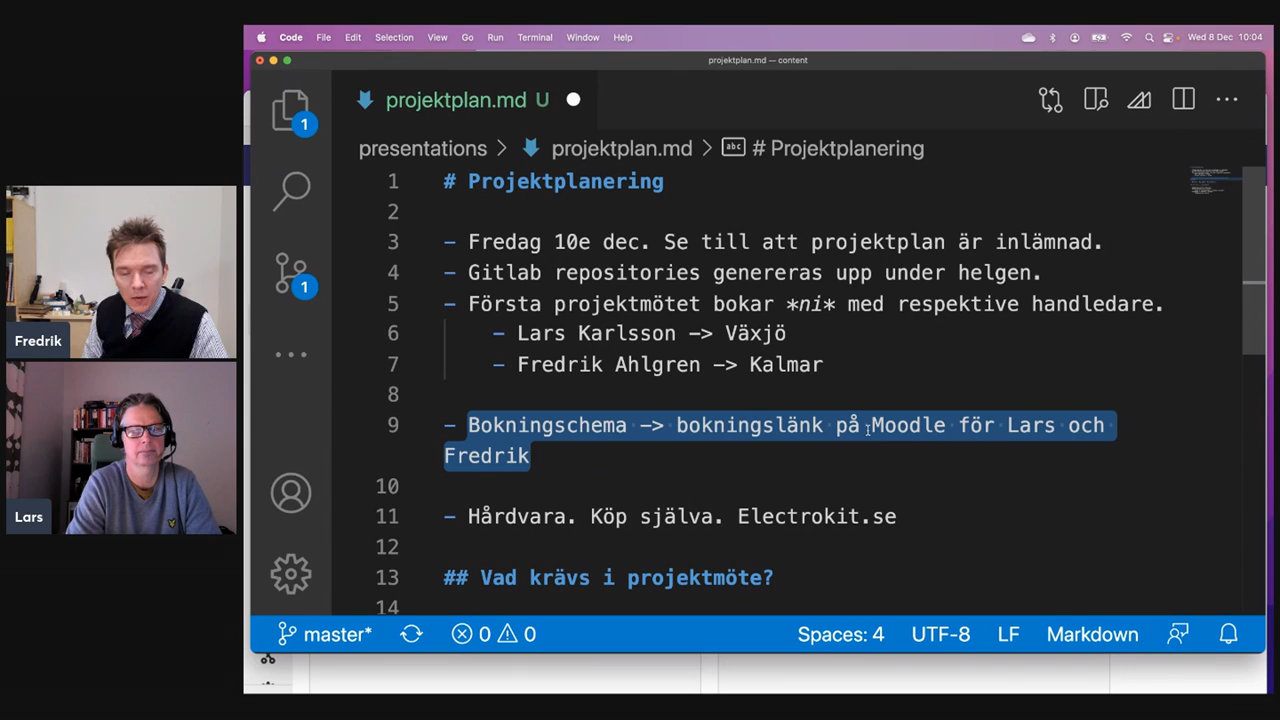 Code File Edit Selection View Go Run Terminal Window Help Wed 8 Dec 10:04
projektplan.md — content
projektplan.md U
presentations > projektplan.md > # Projektplanering
1 # Projektplanering
2
3 - Fredag 10e dec. Se till att projektplan är inlämnad.
4 - Gitlab repositories genereras upp under helgen.
5 - Första projektmötet bokar *ni* med respektive handledare.
6 - Lars Karlsson -> Växjö
7 - Fredrik Ahlgren -> Kalmar
8
9 - Bokningschema -> bokningslänk på Moodle för Lars och
Fredrik
10
11 - Hårdvara. Köp själva. Electrokit.se
12
13 ## Vad krävs i projektmöte?
14
1
1
Fredrik
Lars
master* 0 0 Spaces: 4 UTF-8 LF Markdown